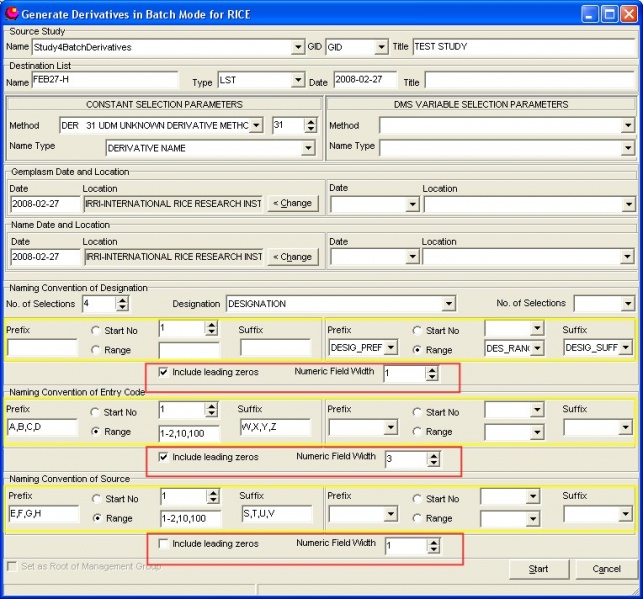 Generate Derivatives in Batch Mode for RICE
Source Study
Name Study4BatchDerivatives GID GID Title TEST STUDY
Destination List
Name FEB27-H Type LST Date 2008-02-27 Title
CONSTANT SELECTION PARAMETERS DMS VARIABLE SELECTION PARAMETERS
Method DER 31 UDM UNKNOWN DERIVATIVE METHC 31 Method
Name Type DERIVATIVE NAME Name Type
Gemplasm Date and Location
Date Location Date Location
2008-02-27 IRRI-INTERNATIONAL RICE RESEARCH INST < Change
Name Date and Location
Date Location Date Location
2008-02-27 IRRI-INTERNATIONAL RICE RESEARCH INST < Change
Naming Convention of Designation
No. of Selections 4 Designation DESIGNATION No. of Selections
Prefix Start No 1 Suffix Prefix Start No Suffix
Range DESIG_PREF Range DES_RANG DESIG_SUFF
Include leading zeros Numeric Field Width 1
Naming Convention of Entry Code
Prefix Start No 1 Suffix Prefix Start No Suffix
A,B,C,D Range 1-2,10,100 W,X,Y,Z Range
Include leading zeros Numeric Field Width 3
Naming Convention of Source
Prefix Start No 1 Suffix Prefix Start No Suffix
E,F,G,H Range 1-2,10,100 S,T,U,V Range
Include leading zeros Numeric Field Width 1
Set as Root of Management Group Start Cancel